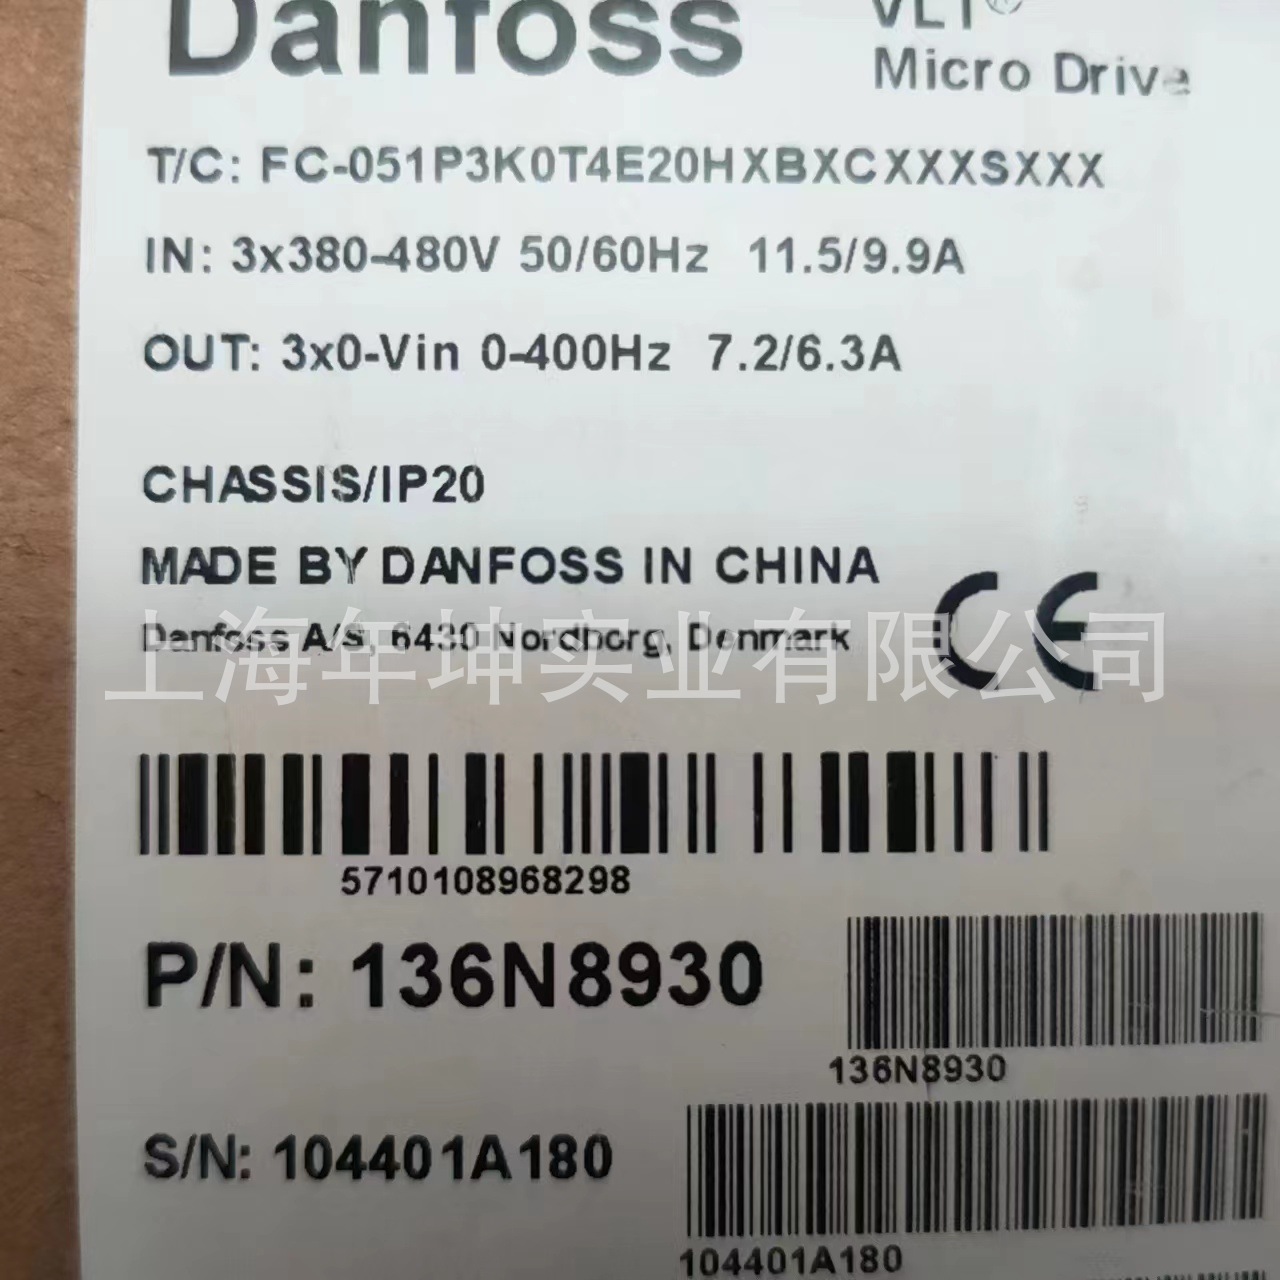 Danfoss
VLT®
Micro Drive
T/C: FC-051P3K0T4E20HXBXCXXXSXXX
IN: 3x380-480V 50/60Hz 11.5/9.9A
OUT: 3x0-Vin 0-400Hz 7.2/6.3A
CHASSIS/IP20
MADE BY DANFOSS IN CHINA
Danfoss A/S, 6430 Nordborg, Denmark
CE
上海年坤实业有限公司
5710108968298
P/N: 136N8930
136N8930
S/N: 104401A180
104401A180